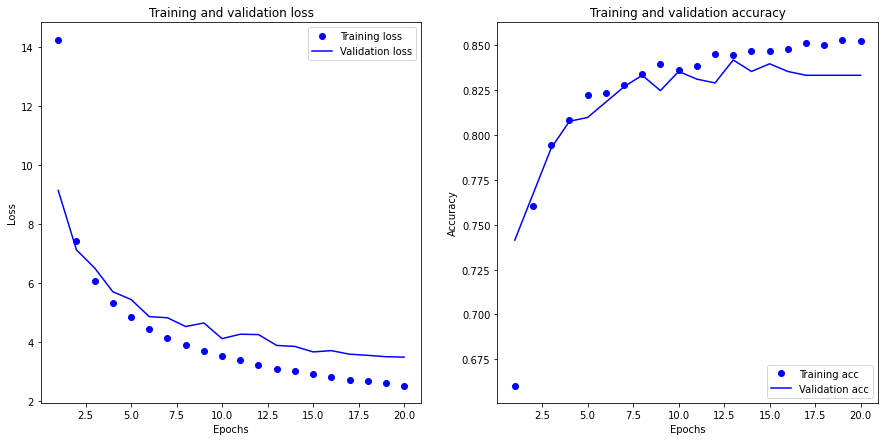 Training and validation loss
Training loss
Validation loss
14
12
10
8
6
4
2
Loss
2.5 5.0 7.5 10.0 12.5 15.0 17.5 20.0
Epochs
Training and validation accuracy
0.850
0.825
0.800
0.775
0.750
0.725
0.700
0.675
Accuracy
Training acc
Validation acc
2.5 5.0 7.5 10.0 12.5 15.0 17.5 20.0
Epochs